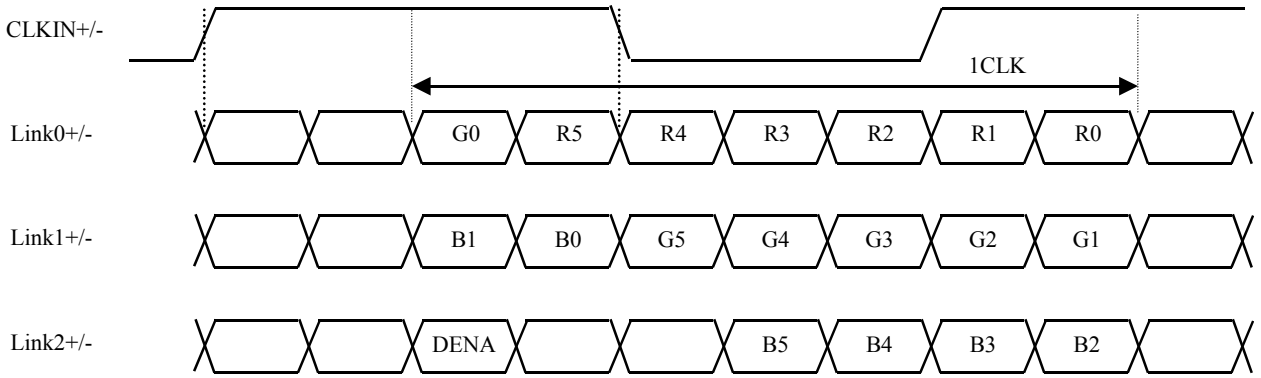 CLKIN+/-
1CLK
Link0+/- G0 R5 R4 R3 R2 R1 R0
Link1+/- B1 B0 G5 G4 G3 G2 G1
Link2+/- DENA B5 B4 B3 B2